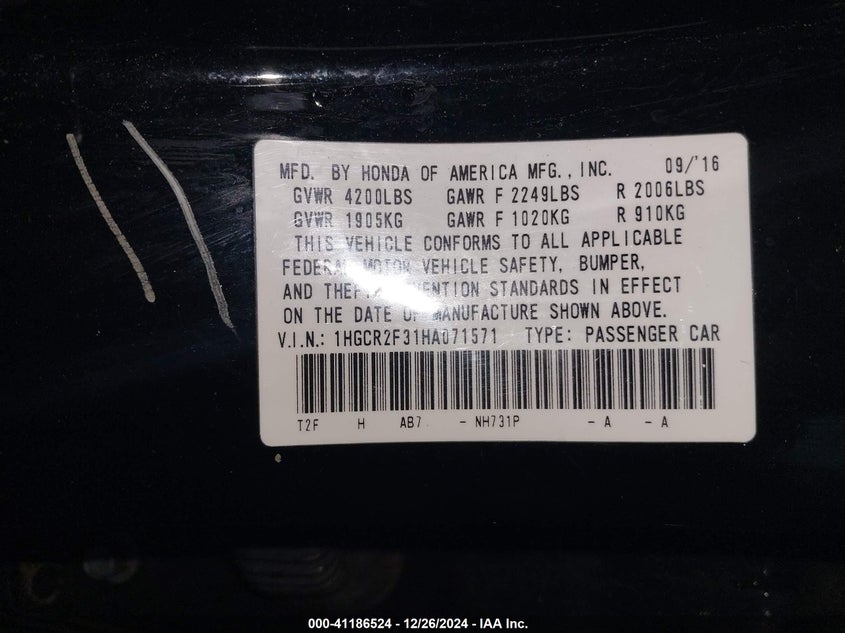 MFD. BY HONDA OF AMERICA MFG., INC. 09/'16
GVWR 4200LBS GAWR F 2249LBS R 2006LBS
GVWR 1905KG GAWR F 1020KG R 910KG
THIS VEHICLE CONFORMS TO ALL APPLICABLE
FEDERAL MOTOR VEHICLE SAFETY, BUMPER,
AND THEFT PREVENTION STANDARDS IN EFFECT
ON THE DATE OF MANUFACTURE SHOWN ABOVE.
V.I.N.: 1HGCR2F31HA071571 TYPE: PASSENGER CAR
T2F H AB7 - NH731P - A - A
000-41186524 - 12/26/2024 - IAA Inc.